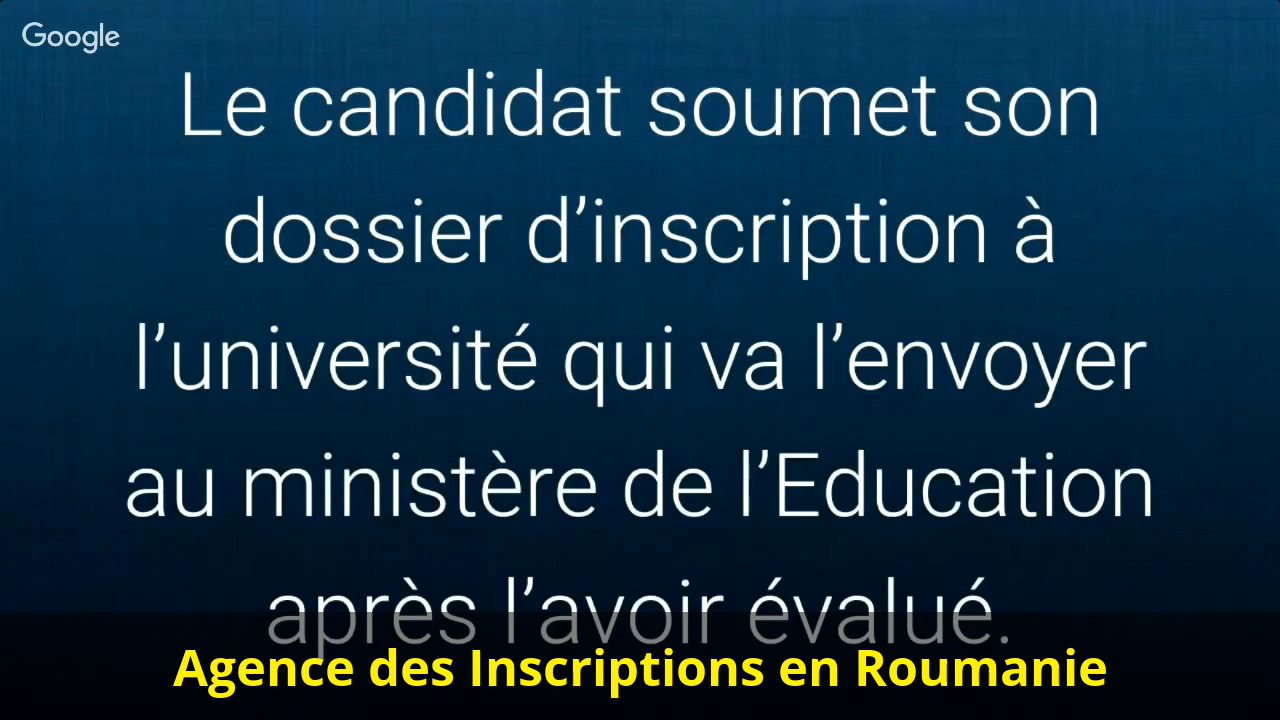 Google
Le candidat soumet son
dossier d’inscription à
l’université qui va l’envoyer
au ministère de l’Education
après l’avoir évalué.
Agence des Inscriptions en Roumanie